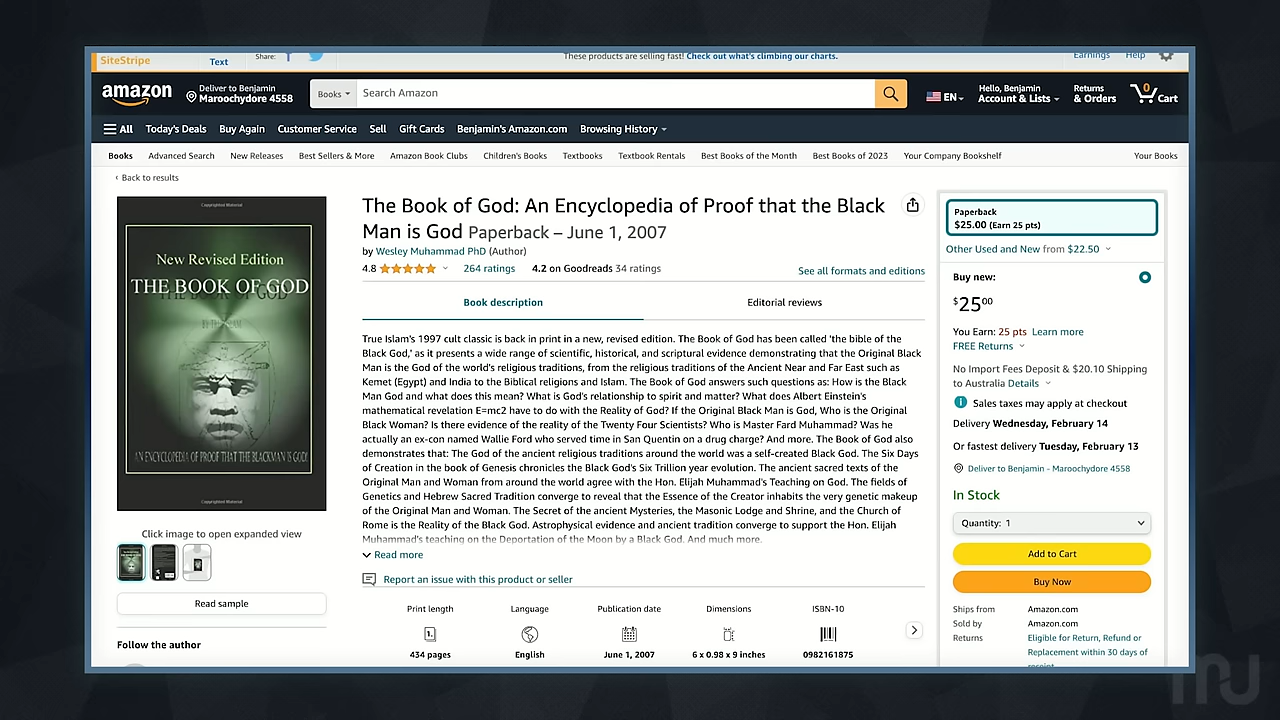 SiteStripe
Text
Share:
These products are selling fast! Check out what's climbing our charts.
Earnings
Help
amazon
Deliver to Benjamin
Maroochydore 4558
Books
Search Amazon
EN
Hello, Benjamin
Account & Lists
Returns
& Orders
0
Cart
All
Today's Deals
Buy Again
Customer Service
Sell
Gift Cards
Benjamin's Amazon.com
Browsing History
Books
Advanced Search
New Releases
Best Sellers & More
Amazon Book Clubs
Children's Books
Textbooks
Textbook Rentals
Best Books of the Month
Best Books of 2023
Your Company Bookshelf
Your Books
‹ Back to results
Copyrighted Material
New Revised Edition
THE BOOK OF GOD
AN ENCYCLOPEDIA OF PROOF THAT THE BLACKMAN IS GOD!
Copyrighted Material
Click image to open expanded view
Read sample
Follow the author
The Book of God: An Encyclopedia of Proof that the Black
Man is God Paperback – June 1, 2007
by Wesley Muhammad PhD (Author)
4.8
264 ratings
4.2 on Goodreads 34 ratings
See all formats and editions
Book description
Editorial reviews
True Islam's 1997 cult classic is back in print in a new, revised edition. The Book of God has been called 'the bible of the
Black God,' as it presents a wide range of scientific, historical, and scriptural evidence demonstrating that the Original Black
Man is the God of the world's religious traditions, from the religious traditions of the Ancient Near and Far East such as
Kemet (Egypt) and India to the Biblical religions and Islam. The Book of God answers such questions as: How is the Black
Man God and what does this mean? What is God's relationship to spirit and matter? What does Albert Einstein's
mathematical revelation E=mc2 have to do with the Reality of God? If the Original Black Man is God, Who is the Original
Black Woman? Is there evidence of the reality of the Twenty Four Scientists? Who is Master Fard Muhammad? Was he
actually an ex-con named Wallie Ford who served time in San Quentin on a drug charge? And more. The Book of God also
demonstrates that: The God of the ancient religious traditions around the world was a self-created Black God. The Six Days
of Creation in the book of Genesis chronicles the Black God's Six Trillion year evolution. The ancient sacred texts of the
Original Man and Woman from around the world agree with the Hon. Elijah Muhammad's Teaching on God. The fields of
Genetics and Hebrew Sacred Tradition converge to reveal that the Essence of the Creator inhabits the very genetic makeup
of the Original Man and Woman. The Secret of the ancient Mysteries, the Masonic Lodge and Shrine, and the Church of
Rome is the Reality of the Black God. Astrophysical evidence and ancient tradition converge to support the Hon. Elijah
Muhammad's teaching on the Deportation of the Moon by a Black God. And much more.
Read more
Report an issue with this product or seller
Print length
Language
Publication date
Dimensions
ISBN-10
434 pages
English
June 1, 2007
6 x 0.98 x 9 inches
0982161875
Paperback
$25.00 (Earn 25 pts)
Other Used and New from $22.50
Buy new:
$25 00
You Earn: 25 pts Learn more
FREE Returns
No Import Fees Deposit & $20.10 Shipping
to Australia Details
Sales taxes may apply at checkout
Delivery Wednesday, February 14
Or fastest delivery Tuesday, February 13
Deliver to Benjamin - Maroochydore 4558
In Stock
Quantity: 1
Add to Cart
Buy Now
Ships from Amazon.com
Sold by Amazon.com
Returns Eligible for Return, Refund or
Replacement within 30 days of
receipt